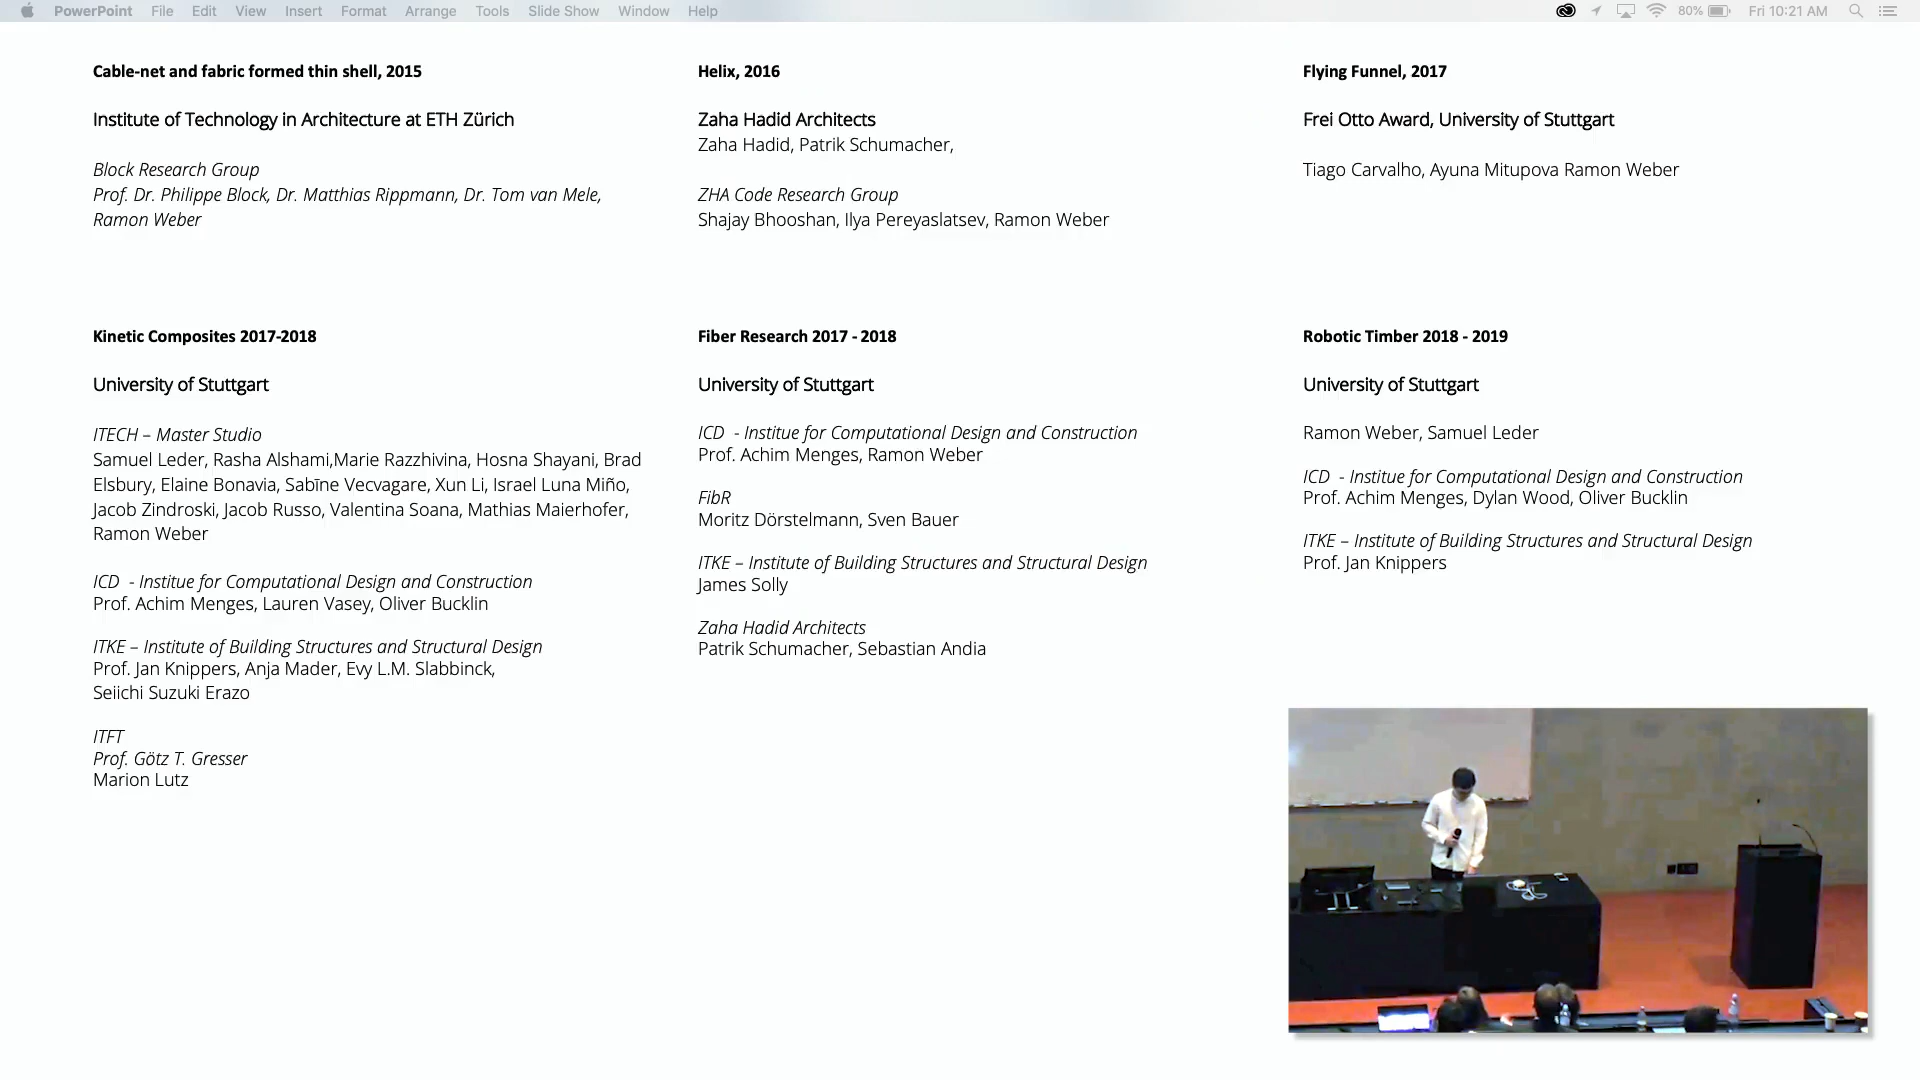 PowerPoint File Edit View Insert Format Arrange Tools Slide Show Window Help 80% Fri 10:21 AM
Cable-net and fabric formed thin shell, 2015
Institute of Technology in Architecture at ETH Zürich
Block Research Group
Prof. Dr. Philippe Block, Dr. Matthias Rippmann, Dr. Tom van Mele,
Ramon Weber
Helix, 2016
Zaha Hadid Architects
Zaha Hadid, Patrik Schumacher,
ZHA Code Research Group
Shajay Bhooshan, Ilya Pereyaslatsev, Ramon Weber
Flying Funnel, 2017
Frei Otto Award, University of Stuttgart
Tiago Carvalho, Ayuna Mitupova Ramon Weber
Kinetic Composites 2017-2018
University of Stuttgart
ITECH – Master Studio
Samuel Leder, Rasha Alshami,Marie Razzhivina, Hosna Shayani, Brad
Elsbury, Elaine Bonavia, Sabīne Vecvagare, Xun Li, Israel Luna Miño,
Jacob Zindroski, Jacob Russo, Valentina Soana, Mathias Maierhofer,
Ramon Weber
ICD - Institue for Computational Design and Construction
Prof. Achim Menges, Lauren Vasey, Oliver Bucklin
ITKE – Institute of Building Structures and Structural Design
Prof. Jan Knippers, Anja Mader, Evy L.M. Slabbinck,
Seiichi Suzuki Erazo
ITFT
Prof. Götz T. Gresser
Marion Lutz
Fiber Research 2017 - 2018
University of Stuttgart
ICD - Institue for Computational Design and Construction
Prof. Achim Menges, Ramon Weber
FibR
Moritz Dörstelmann, Sven Bauer
ITKE – Institute of Building Structures and Structural Design
James Solly
Zaha Hadid Architects
Patrik Schumacher, Sebastian Andia
Robotic Timber 2018 - 2019
University of Stuttgart
Ramon Weber, Samuel Leder
ICD - Institue for Computational Design and Construction
Prof. Achim Menges, Dylan Wood, Oliver Bucklin
ITKE – Institute of Building Structures and Structural Design
Prof. Jan Knippers